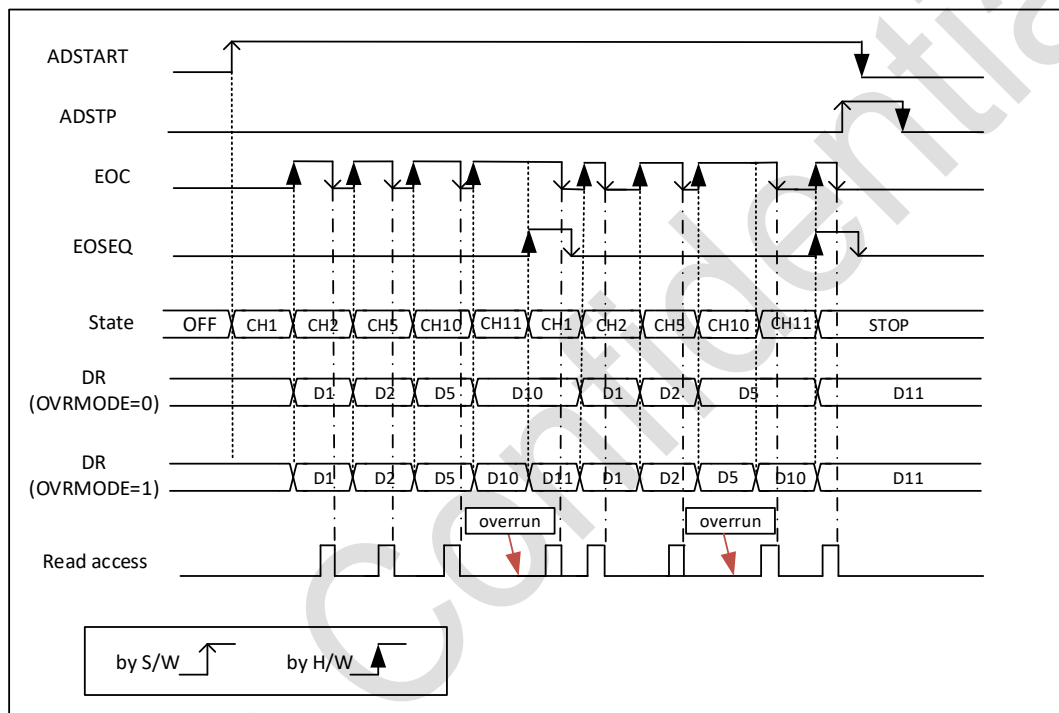 ADSTART
ADSTP
EOC
EOSEQ
State OFF CH1 CH2 CH5 CH10 CH11 CH1 CH2 CH5 CH10 CH11 STOP
DR
(OVRMODE=0) D1 D2 D5 D10 D1 D2 D5 D11
DR
(OVRMODE=1) D1 D2 D5 D10 D11 D1 D2 D5 D10 D11
overrun overrun
Read access
by S/W by H/W
Confidential